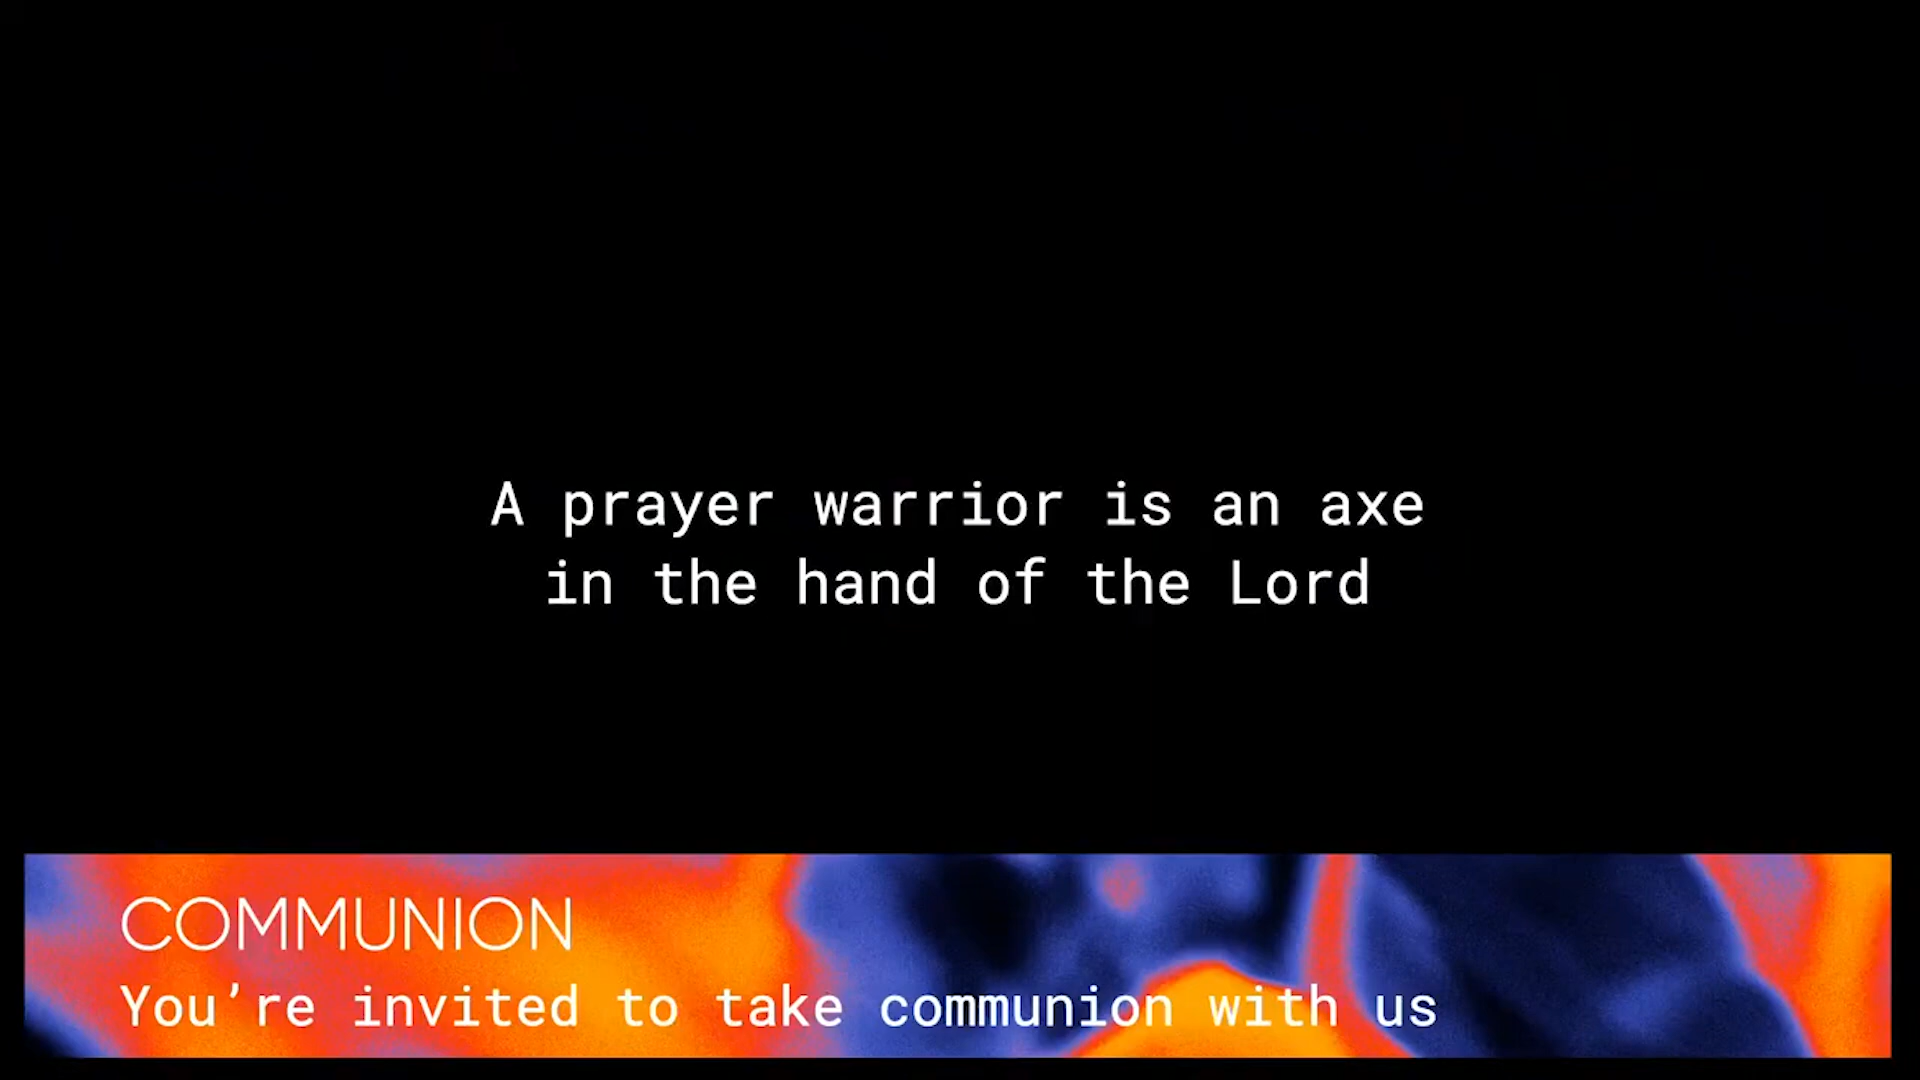 A prayer warrior is an axe
in the hand of the Lord
COMMUNION
You’re invited to take communion with us